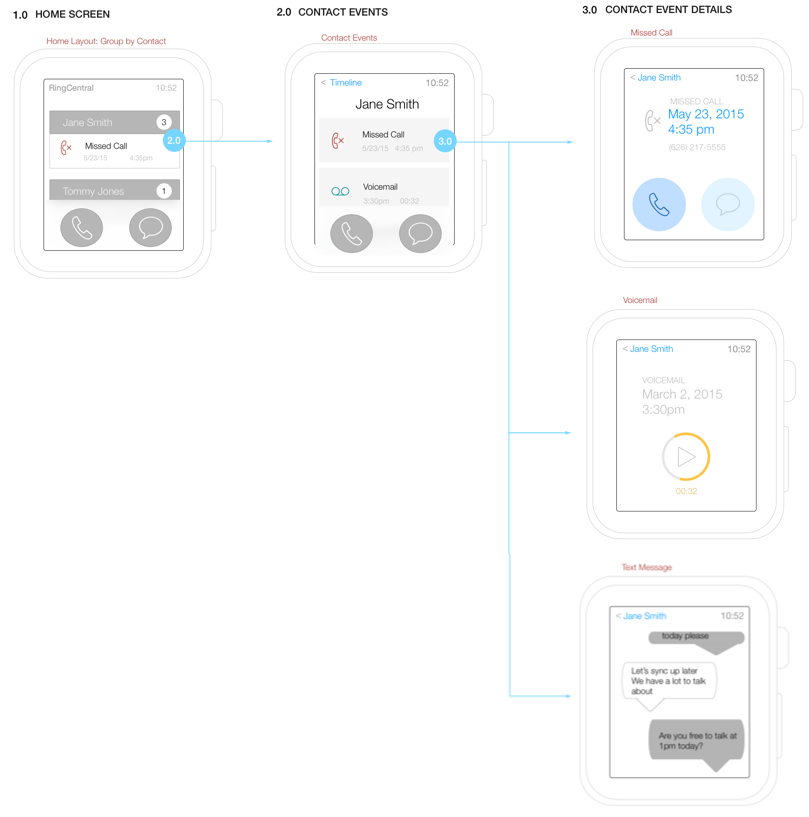 1.0 HOME SCREEN
Home Layout: Group by Contact
RingCentral 10:52
Jane Smith 3
Missed Call
5/23/15 4:35pm
2.0
Tommy Jones 1
2.0 CONTACT EVENTS
Contact Events
< Timeline 10:52
Jane Smith
Missed Call
5/23/15 4:35 pm
3.0
Voicemail
3:30pm 00:32
3.0 CONTACT EVENT DETAILS
Missed Call
< Jane Smith 10:52
MISSED CALL
May 23, 2015
4:35 pm
(626) 217-5555
Voicemail
< Jane Smith 10:52
VOICEMAIL
March 2, 2015
3:30pm
00:32
Text Message
< Jane Smith 10:52
today please
Let's sync up later
We have a lot to talk
about
Are you free to talk at
1pm today?